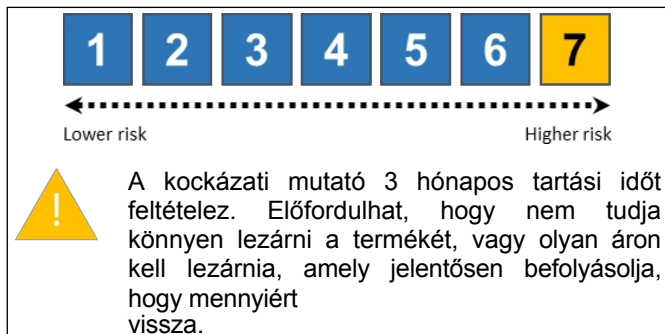 1 2 3 4 5 6 7
Lower risk Higher risk
!
A kockázati mutató 3 hónapos tartási időt
feltételez. Előfordulhat, hogy nem tudja
könnyen lezárni a termékét, vagy olyan áron
kell lezárnia, amely jelentősen befolyásolja,
hogy mennyiért
vissza.